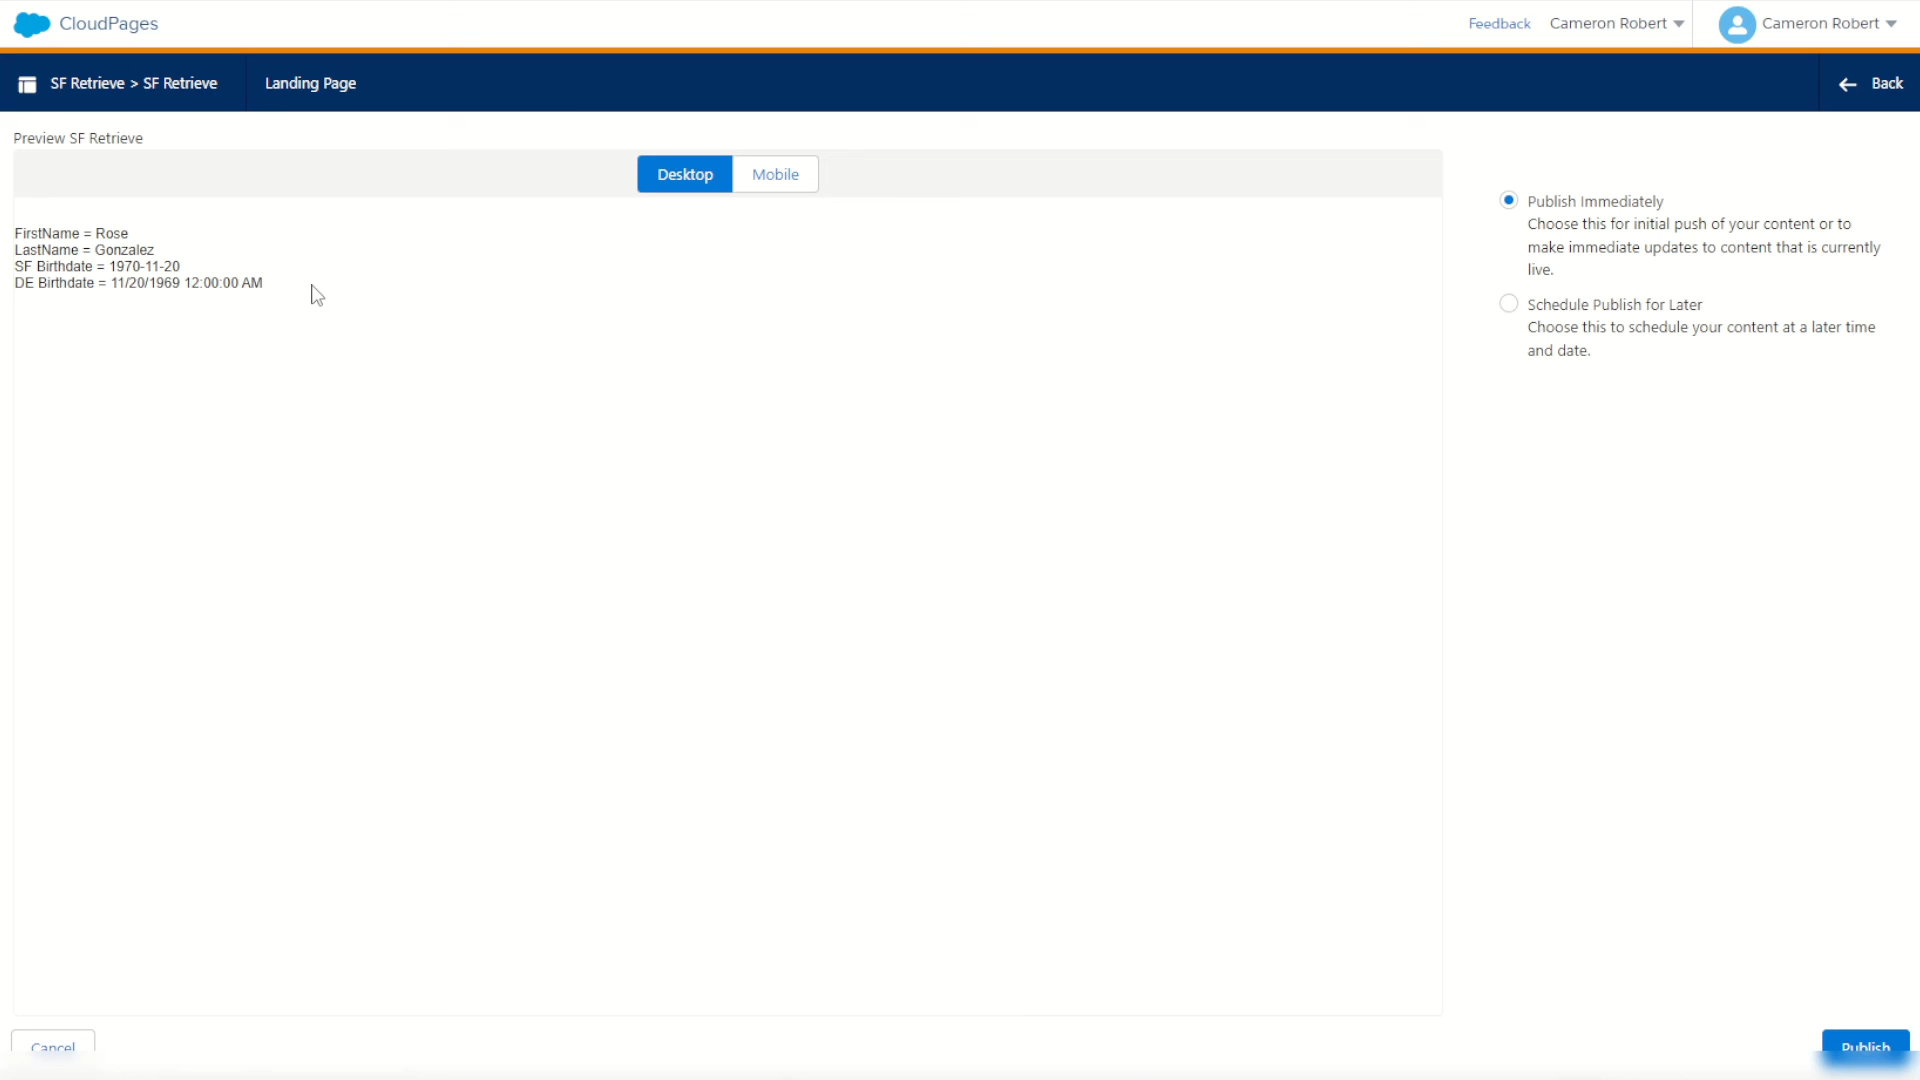 CloudPages
Feedback
Cameron Robert
Cameron Robert
SF Retrieve > SF Retrieve
Landing Page
Back
Preview SF Retrieve
Desktop
Mobile
FirstName = Rose
LastName = Gonzalez
SF Birthdate = 1970-11-20
DE Birthdate = 11/20/1969 12:00:00 AM
Publish Immediately
Choose this for initial push of your content or to
make immediate updates to content that is currently
live.
Schedule Publish for Later
Choose this to schedule your content at a later time
and date.
Cancel
Publish